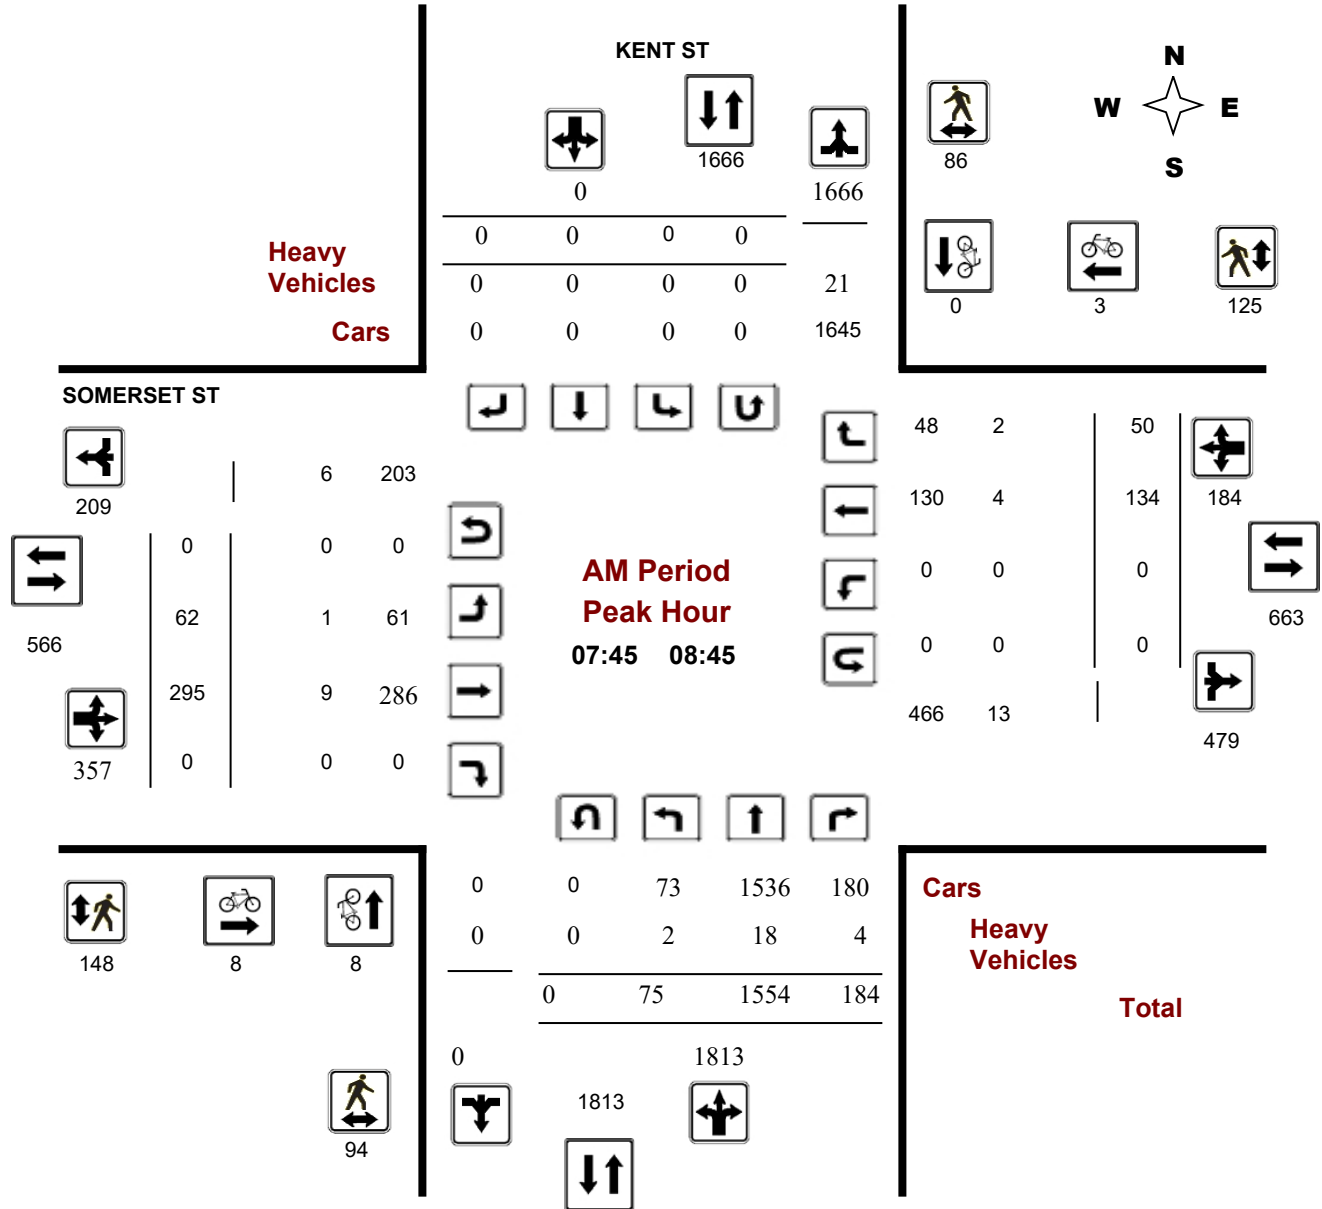 KENT ST
N
W E
S
1666
86
0 1666
0 0 0 0
Heavy
Vehicles 0 0 0 0 21
Cars 0 0 0 0 1645
0 3 125
SOMERSET ST
48 2 50
6 203
209
130 4 134 184
0 0 0
0 0 0
AM Period
62 1 61
Peak Hour
663
566
07:45 08:45
0 0 0
295 9 286
466 13
479
357 0 0 0
0 0 73 1536 180 Cars
0 0 2 18 4 Heavy
Vehicles
148 8 8
0 75 1554 184 Total
0 1813
1813
94